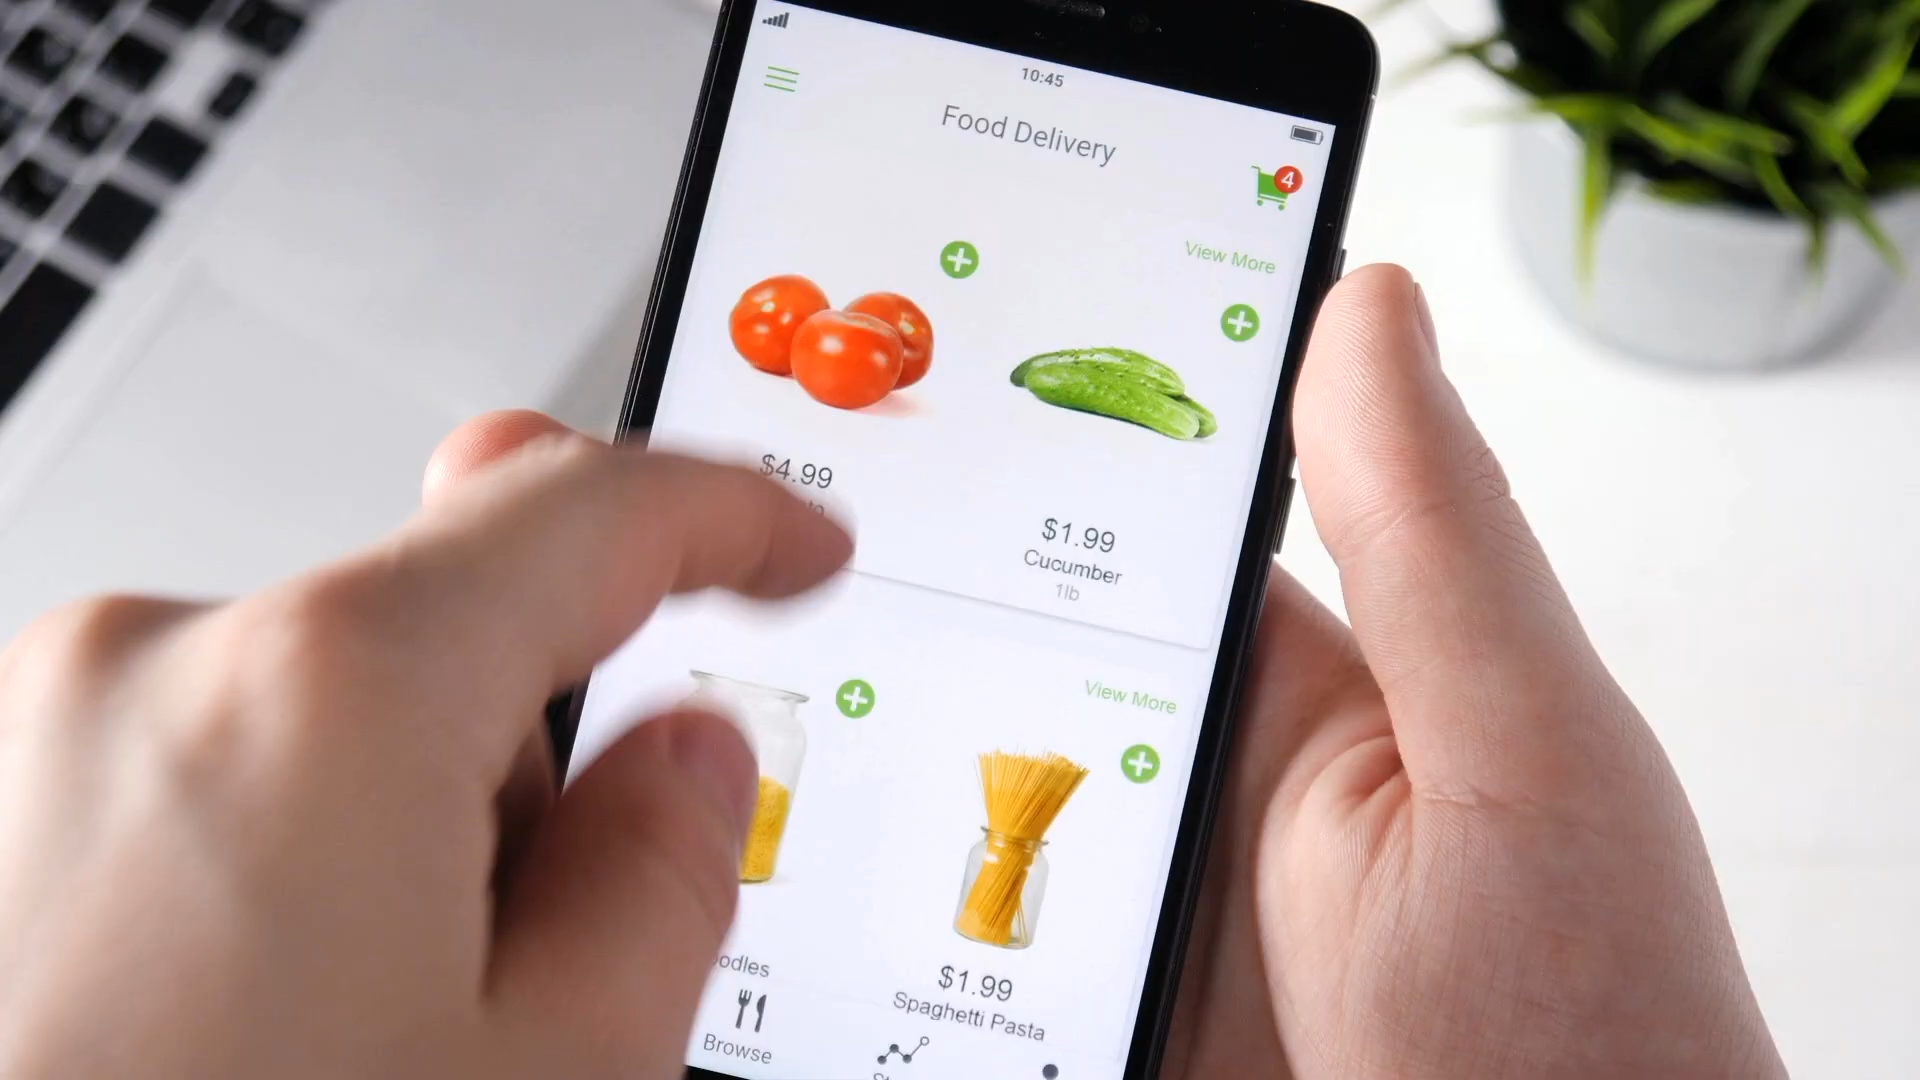 10:45
Food Delivery
4
View More
$4.99
$1.99
Cucumber
1lb
View More
$1.99
Spaghetti Pasta
Browse